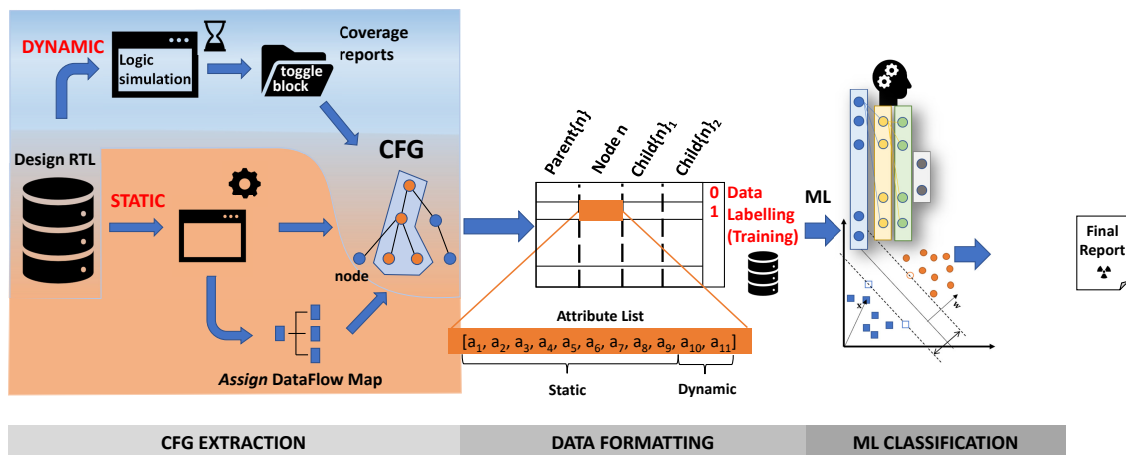 DYNAMIC
Logic
simulation
toggle
block
Coverage
reports
Design RTL
STATIC
CFG
node
Assign DataFlow Map
Parent{n}
Node n
Child{n}₁
Child{n}₂
0 Data
1 Labelling
(Training)
Attribute List
[a₁, a₂, a₃, a₄, a₅, a₆, a₇, a₈, a₉, a₁₀, a₁₁]
Static
Dynamic
ML
x
w
Final
Report
CFG EXTRACTION
DATA FORMATTING
ML CLASSIFICATION